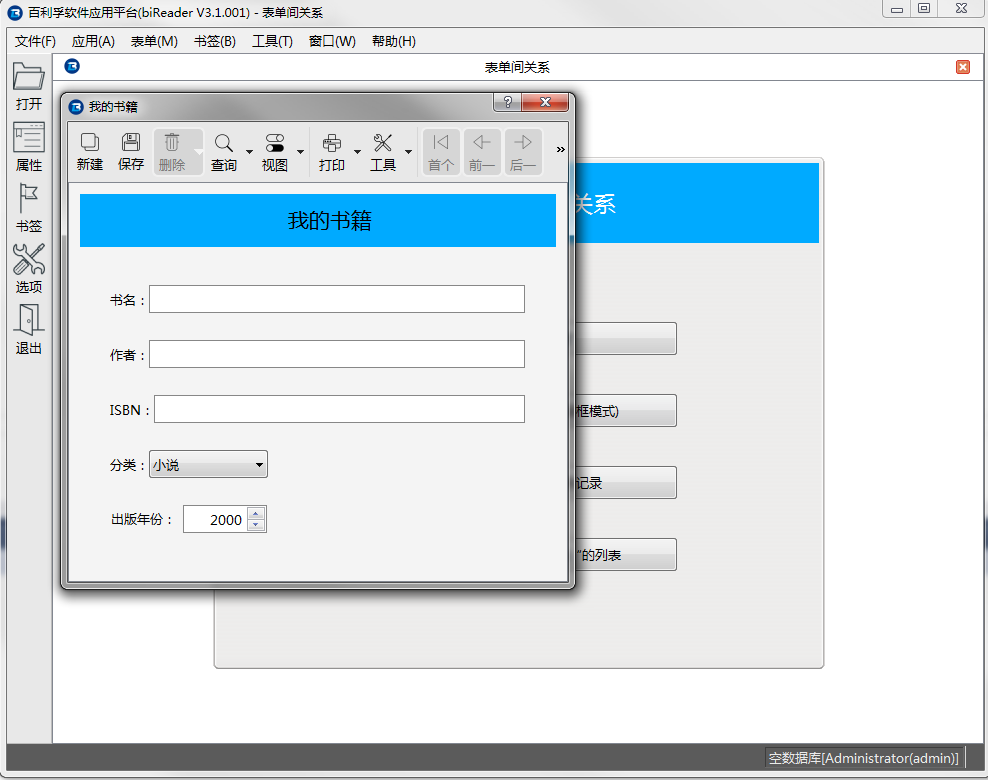 百利孚软件应用平台(biReader V3.1.001) - 表单间关系
文件(F) 应用(A) 表单(M) 书签(B) 工具(T) 窗口(W) 帮助(H)
表单间关系
打开
属性
书签
选项
退出
我的书籍
新建 保存 删除 查询 视图 打印 工具 首个 前一 后一 »
我的书籍
书名：
作者：
ISBN：
分类： 小说
出版年份： 2000
关系
框模式)
记录
”的列表
空数据库[Administrator(admin)]